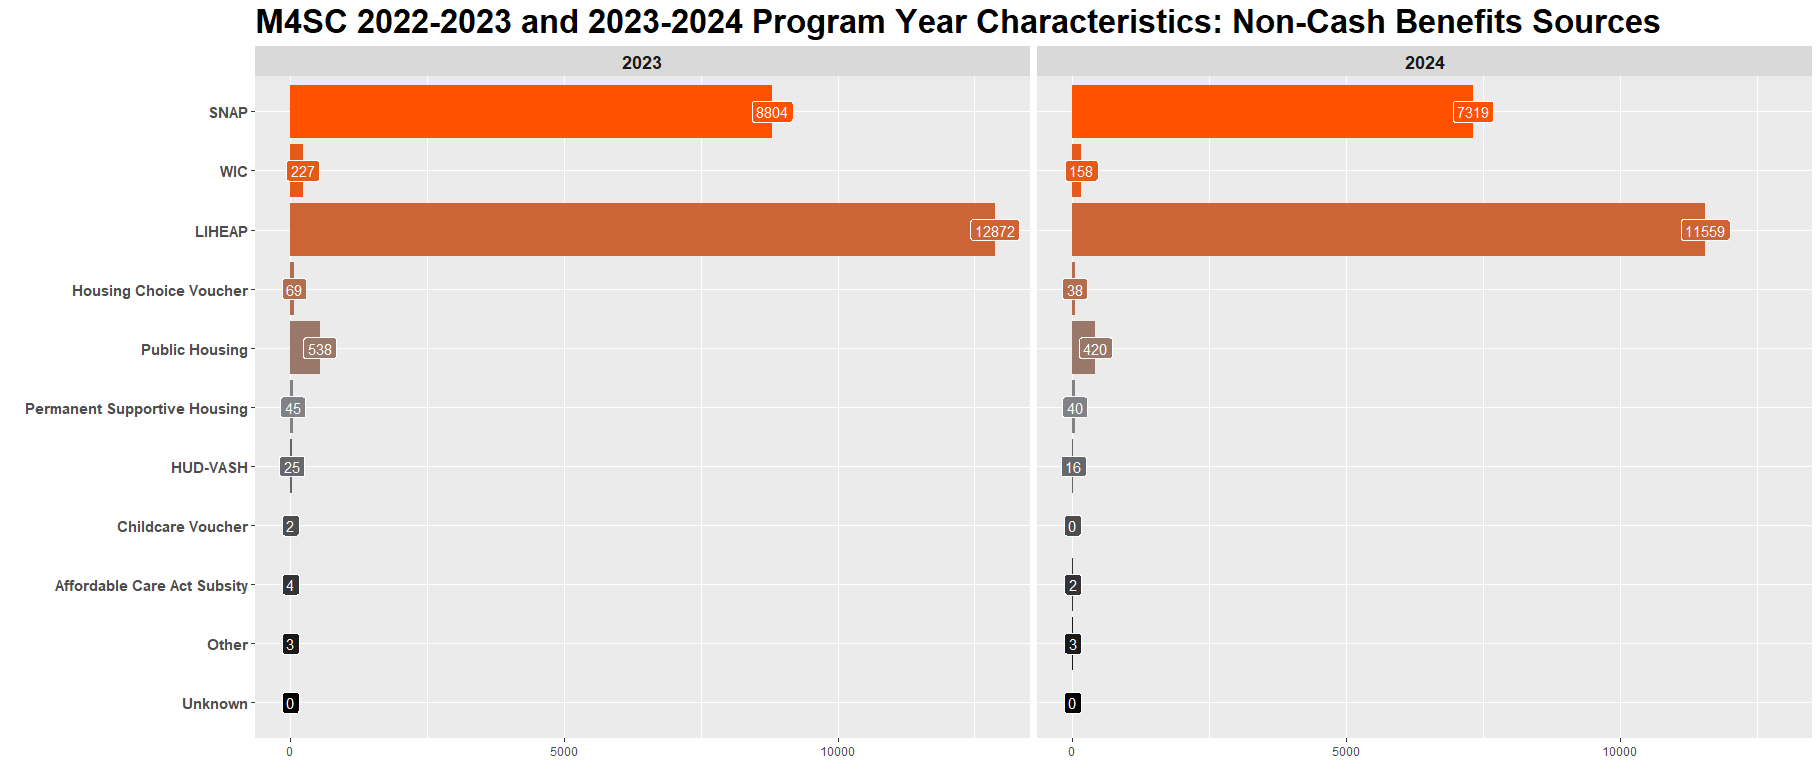 M4SC 2022-2023 and 2023-2024 Program Year Characteristics: Non-Cash Benefits Sources
2023 2024
SNAP 8804 7319
WIC 227 158
LIHEAP 12872 11559
Housing Choice Voucher 69 38
Public Housing 538 420
Permanent Supportive Housing 45 40
HUD-VASH 25 16
Childcare Voucher 2 0
Affordable Care Act Subsity 4 2
Other 3 3
Unknown 0 0
0 5000 10000 0 5000 10000